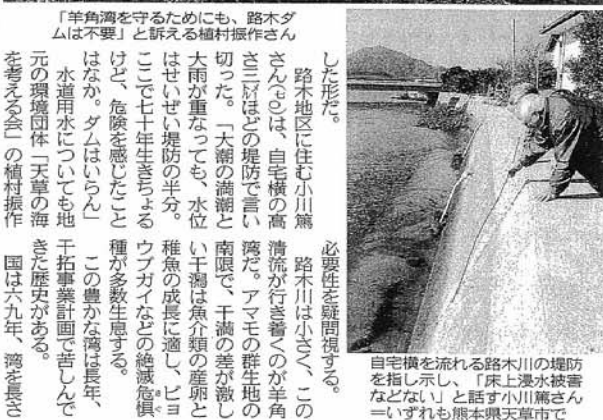 「羊角湾を守るためにも、路木ダ
ムは不要」と訴える植村振作さん
した形だ。
　路木地区に住む小川篤
さん(70)は、自宅横の高
さ三㍍ほどの堤防で言い
切った。「大潮の満潮と
大雨が重なっても、水位
はせいぜい堤防の半分。
ここで七十年生きちょる
けど、危険を感じたこと
はなか。ダムはいらん」
　水道用水についても地
元の環境団体「天草の海
を考える会」の植村振作
必要性を疑問視する。
　路木川は小さく、この
清流が行き着くのが羊角
湾だ。アマモの群生地の
南限で、干満の差が激し
い干潟は魚介類の産卵と
稚魚の成長に適し、ピョ
ウブガイなどの絶滅危惧
種が多数生息する。
　この豊かな湾は長年、
干拓事業計画で苦しんで
きた歴史がある。
　国は六九年、湾を長さ
自宅横を流れる路木川の堤防
を指し示し、「床上浸水被害
などない」と話す小川篤さん
＝いずれも熊本県天草市で